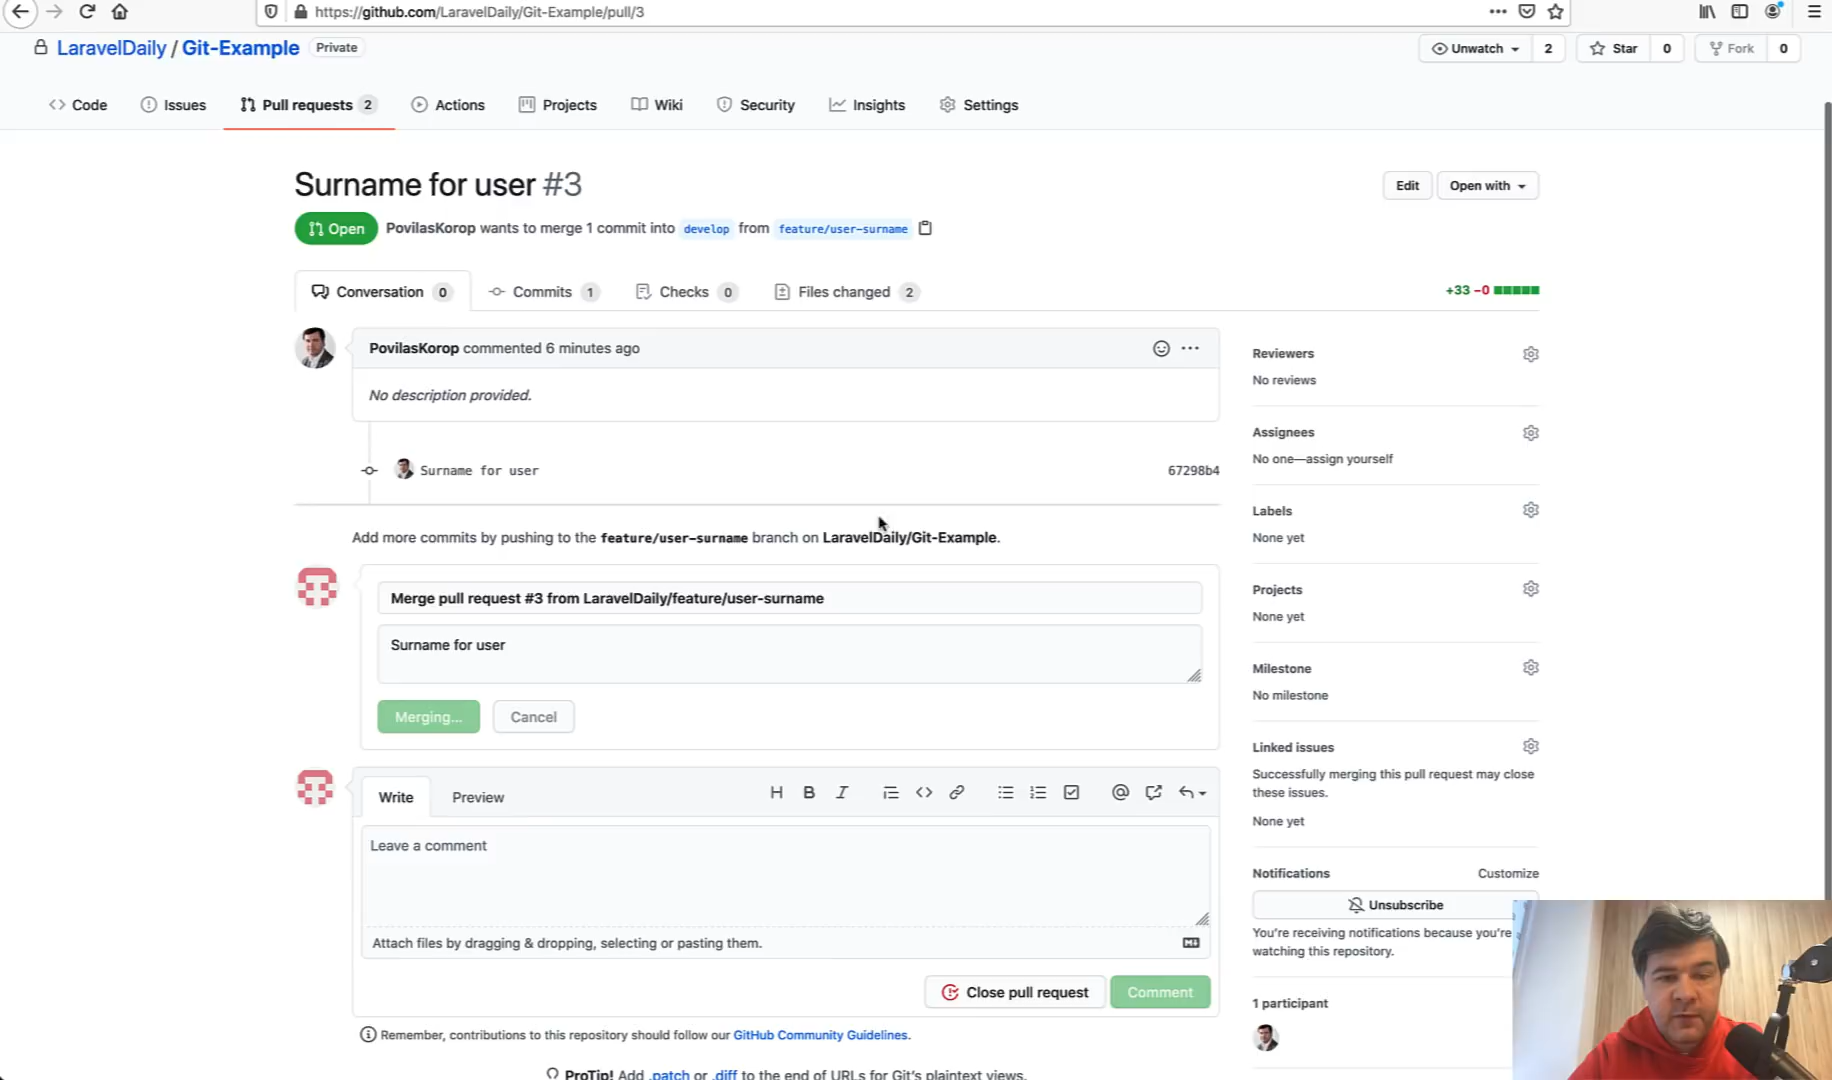 https://github.com/LaravelDaily/Git-Example/pull/3
LaravelDaily / Git-Example Private
Unwatch 2 Star 0 Fork 0
Code Issues Pull requests 2 Actions Projects Wiki Security Insights Settings
Surname for user #3
Edit Open with
Open PovilasKorop wants to merge 1 commit into develop from feature/user-surname
Conversation 0 Commits 1 Checks 0 Files changed 2
+33 −0
PovilasKorop commented 6 minutes ago
No description provided.
Surname for user 67298b4
Add more commits by pushing to the feature/user-surname branch on LaravelDaily/Git-Example.
Merge pull request #3 from LaravelDaily/feature/user-surname
Surname for user
Merging... Cancel
Write Preview
H B I
Leave a comment
Attach files by dragging & dropping, selecting or pasting them.
Close pull request Comment
Remember, contributions to this repository should follow our GitHub Community Guidelines.
ProTip! Add .patch or .diff to the end of URLs for Git's plaintext views.
Reviewers
No reviews
Assignees
No one—assign yourself
Labels
None yet
Projects
None yet
Milestone
No milestone
Linked issues
Successfully merging this pull request may close
these issues.
None yet
Notifications Customize
Unsubscribe
You're receiving notifications because you're
watching this repository.
1 participant